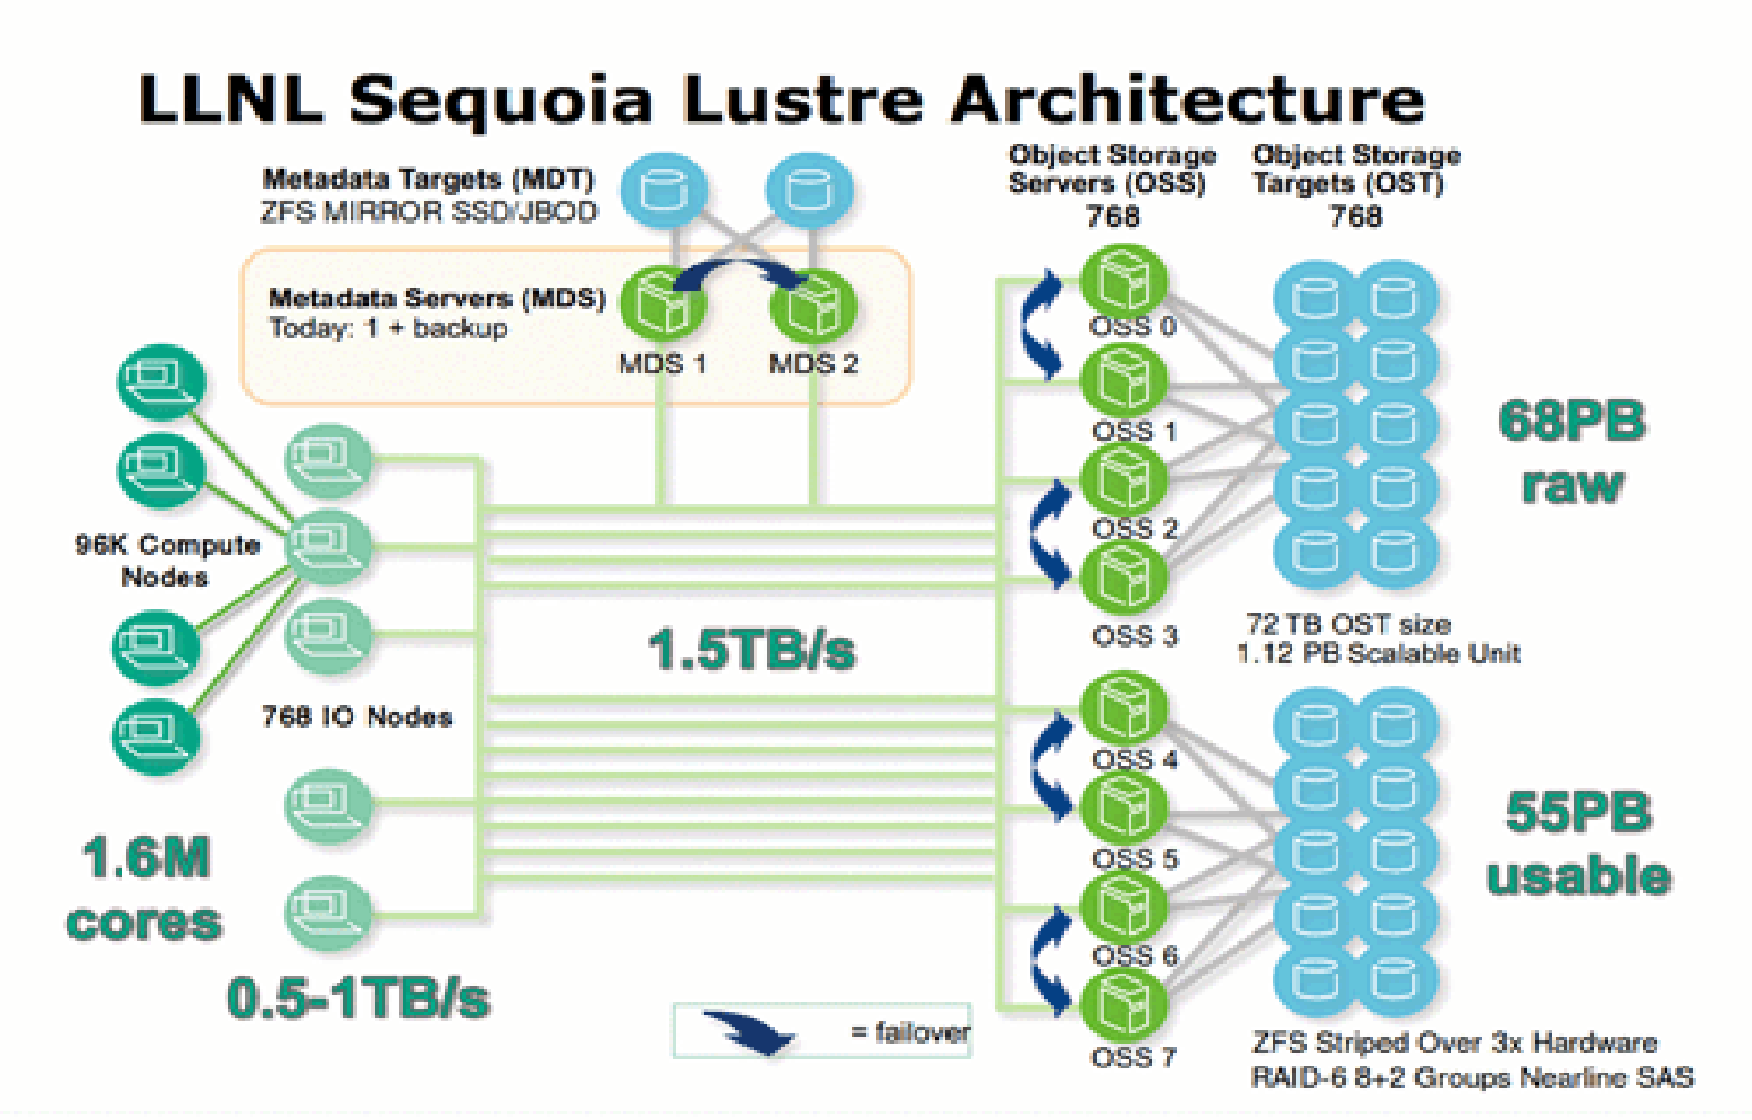 LLNL Sequoia Lustre Architecture
Metadata Targets (MDT)
ZFS MIRROR SSD/JBOD
Object Storage
Servers (OSS)
768
Object Storage
Targets (OST)
768
Metadata Servers (MDS)
Today: 1 + backup
MDS 1
MDS 2
OSS 0
OSS 1
OSS 2
OSS 3
68PB
raw
96K Compute
Nodes
72 TB OST size
1.12 PB Scalable Unit
1.5TB/s
768 IO Nodes
OSS 4
OSS 5
OSS 6
OSS 7
55PB
usable
1.6M
cores
0.5-1TB/s
= failover
ZFS Striped Over 3x Hardware
RAID-6 8+2 Groups Nearline SAS